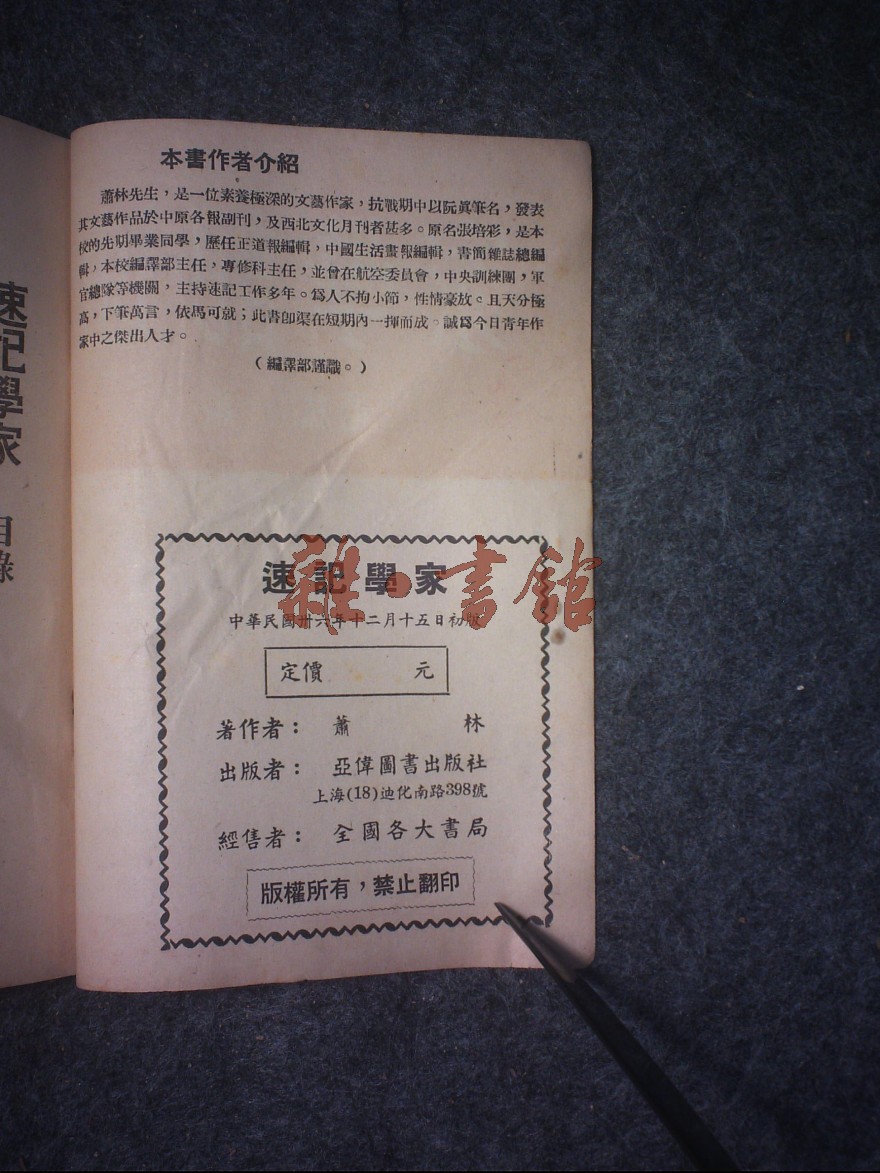 本書作者介紹
蕭林先生，是一位素養極深的文藝作家，抗戰期中以阮眞筆名，發表
其文藝作品於中原各報副刊，及西北文化月刊者甚多。原名張培彩，是本
校的先期畢業同學，歷任正道報編輯，中國生活畫報編輯，書簡雜誌總編
輯，本校編譯部主任，專修科主任，並曾在航空委員會，中央訓練團，軍
官總隊等機關，主持速記工作多年。爲人不拘小節，性情豪放。且天分極
高，下筆萬言，依馬可就；此書卽渠在短期內一揮而成。誠爲今日青年作
家中之傑出人才。
（編譯部謹識。）
速記學家
中華民國卅六年十二月十五日初版
定價　元
著作者：蕭　林
出版者：亞偉圖書出版社
上海(18)迪化南路398號
經售者：全國各大書局
版權所有，禁止翻印
雜·書館
速記學家　目錄